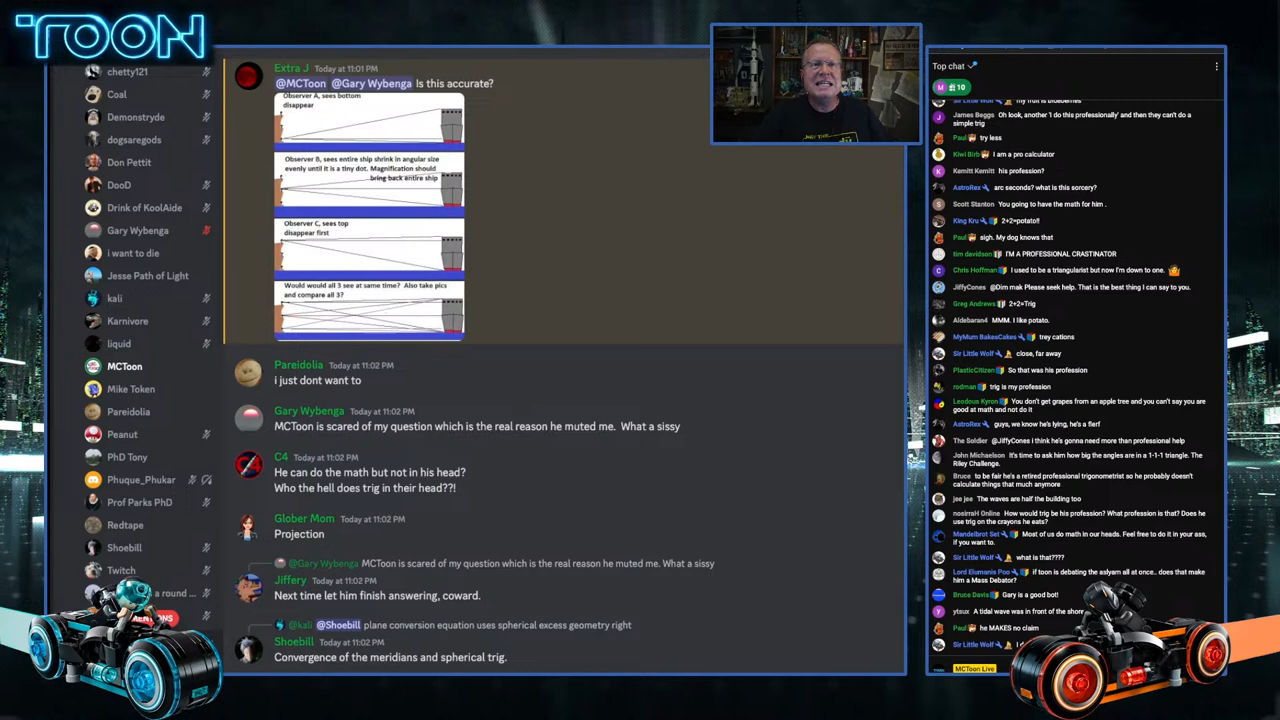 TOON
chetty121
Coal
Demonstryde
dogsaregods
Don Pettit
DooD
Drink of KoolAide
Gary Wybenga
i want to die
Jesse Path of Light
kali
Karnivore
liquid
MCToon
Mike Token
Pareidolia
Peanut
PhD Tony
Phuque_Phukar
Prof Parks PhD
Redtape
Shoebill
Twitch
a round ...
Extra J Today at 11:01 PM
@MCToon @Gary Wybenga Is this accurate?
Observer A, sees bottom
disappear
Observer B, sees entire ship shrink in angular size
evenly until it is a tiny dot. Magnification should
bring back entire ship
Observer C, sees top
disappear first
Would would all 3 see at same time? Also take pics
and compare all 3?
Pareidolia Today at 11:02 PM
i just dont want to
Gary Wybenga Today at 11:02 PM
MCToon is scared of my question which is the real reason he muted me. What a sissy
C4 Today at 11:02 PM
He can do the math but not in his head?
Who the hell does trig in their head??!
Glober Mom Today at 11:02 PM
Projection
@Gary Wybenga MCToon is scared of my question which is the real reason he muted me. What a sissy
Jiffery Today at 11:02 PM
Next time let him finish answering, coward.
@kali @Shoebill plane conversion equation uses spherical excess geometry right
Shoebill Today at 11:02 PM
Convergence of the meridians and spherical trig.
Top chat
M 10
Sir Little Wolf my fruit is blueberries
James Beggs Oh look, another 'I do this professionally' and then they can't do a
simple trig
Paul try less
Kiwi Birb I am a pro calculator
Kemitt Kemitt his profession?
AstroRex arc seconds? what is this sorcery?
Scott Stanton You going to have the math for him .
King Kru 2+2=potato!!
Paul sigh. My dog knows that
tim davidson I'M A PROFESSIONAL CRASTINATOR
Chris Hoffman I used to be a triangularist but now I'm down to one.
JiffyCones @Dim mak Please seek help. That is the best thing I can say to you.
Greg Andrews 2+2=Trig
Aldebaran4 MMM. I like potato.
MyMum BakesCakes trey cations
Sir Little Wolf close, far away
PlasticCitizen So that was his profession
rodman trig is my profession
Leodous Kyron You don't get grapes from an apple tree and you can't say you are
good at math and not do it
AstroRex guys, we know he's lying, he's a flerf
The Soldier @JiffyCones i think he's gonna need more than professional help
John Michaelson It's time to ask him how big the angles are in a 1-1-1 triangle. The
Riley Challenge.
Bruce to be fair he's a retired professional trigonometrist so he probably doesn't
calculate things that much anymore
jee jee The waves are half the building too
nosirraH Online How would trig be his profession? What profession is that? Does he
use trig on the crayons he eats?
Mandelbrot Set Most of us do math in our heads. Feel free to do it in your ass,
if you want to.
Sir Little Wolf what is that????
Lord Elumanis Poo if toon is debating the aslyam all at once.. does that make
him a Mass Debator?
Bruce Davis Gary is a good bot!
ytaux A tidal wave was in front of the shore
Paul he MAKES no claim
Sir Little Wolf
MCToon Live